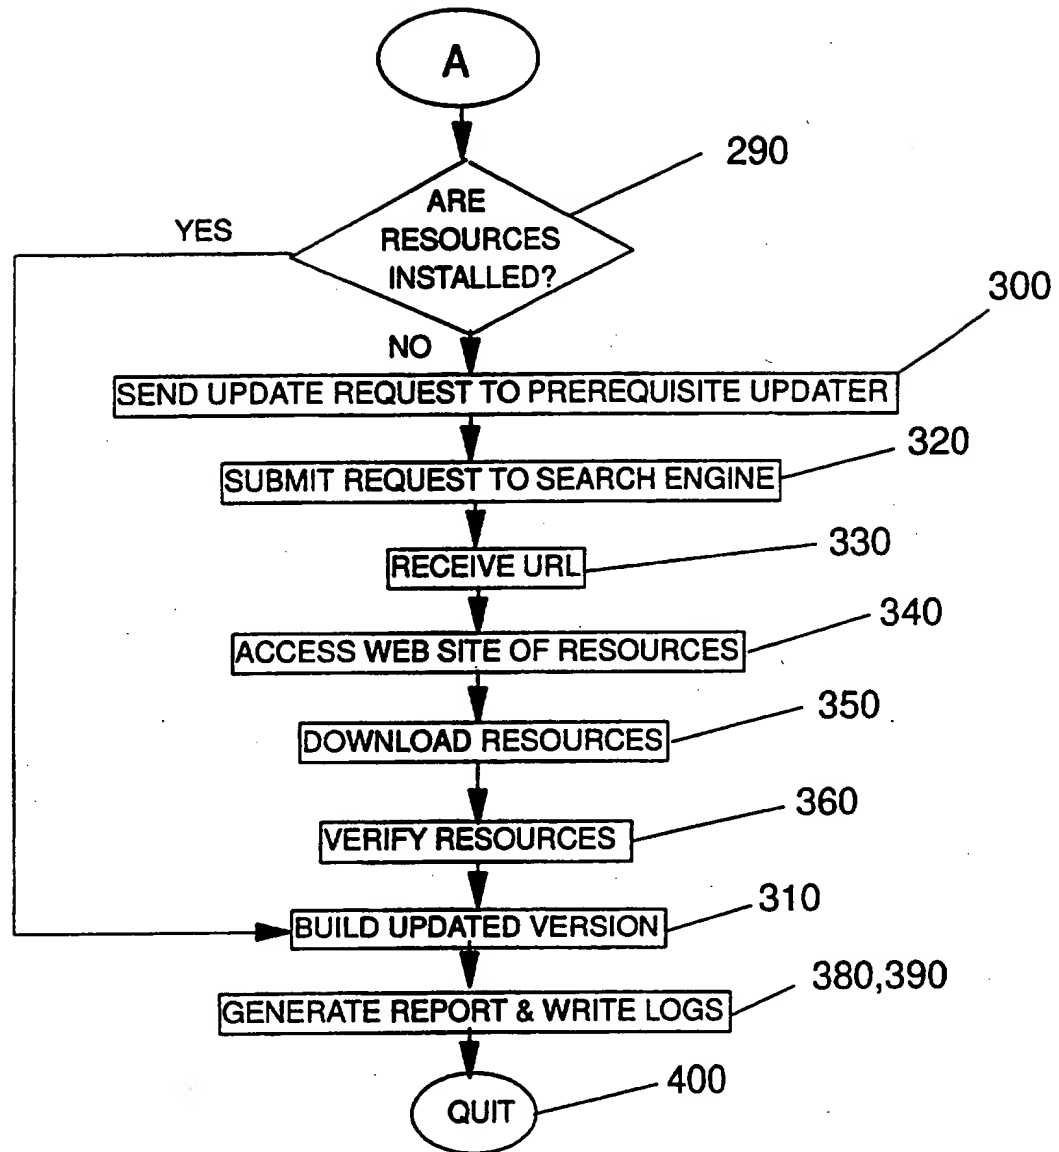 A
290
ARE
RESOURCES
INSTALLED?
YES
300
NO
SEND UPDATE REQUEST TO PREREQUISITE UPDATER
320
SUBMIT REQUEST TO SEARCH ENGINE
330
RECEIVE URL
340
ACCESS WEB SITE OF RESOURCES
350
DOWNLOAD RESOURCES
360
VERIFY RESOURCES
310
BUILD UPDATED VERSION
380,390
GENERATE REPORT & WRITE LOGS
400
QUIT